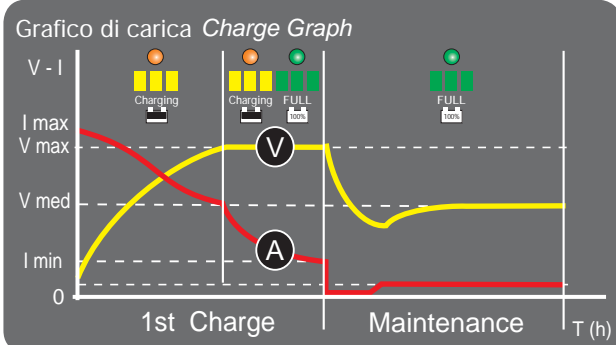 Grafico di carica Charge Graph
V - I
Charging
Charging FULL
FULL
100%
100%
I max
V max
V
V med
A
I min
0
1st Charge Maintenance T (h)